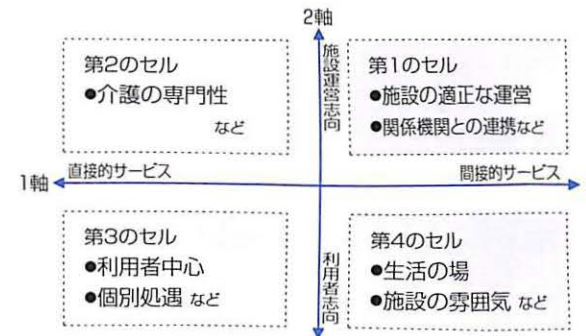 2軸
施設運営志向
第2のセル
●介護の専門性
など
第1のセル
●施設の適正な運営
●関係機関との連携など
1軸
直接的サービス
間接的サービス
第3のセル
●利用者中心
●個別処遇 など
利用者志向
第4のセル
●生活の場
●施設の雰囲気 など